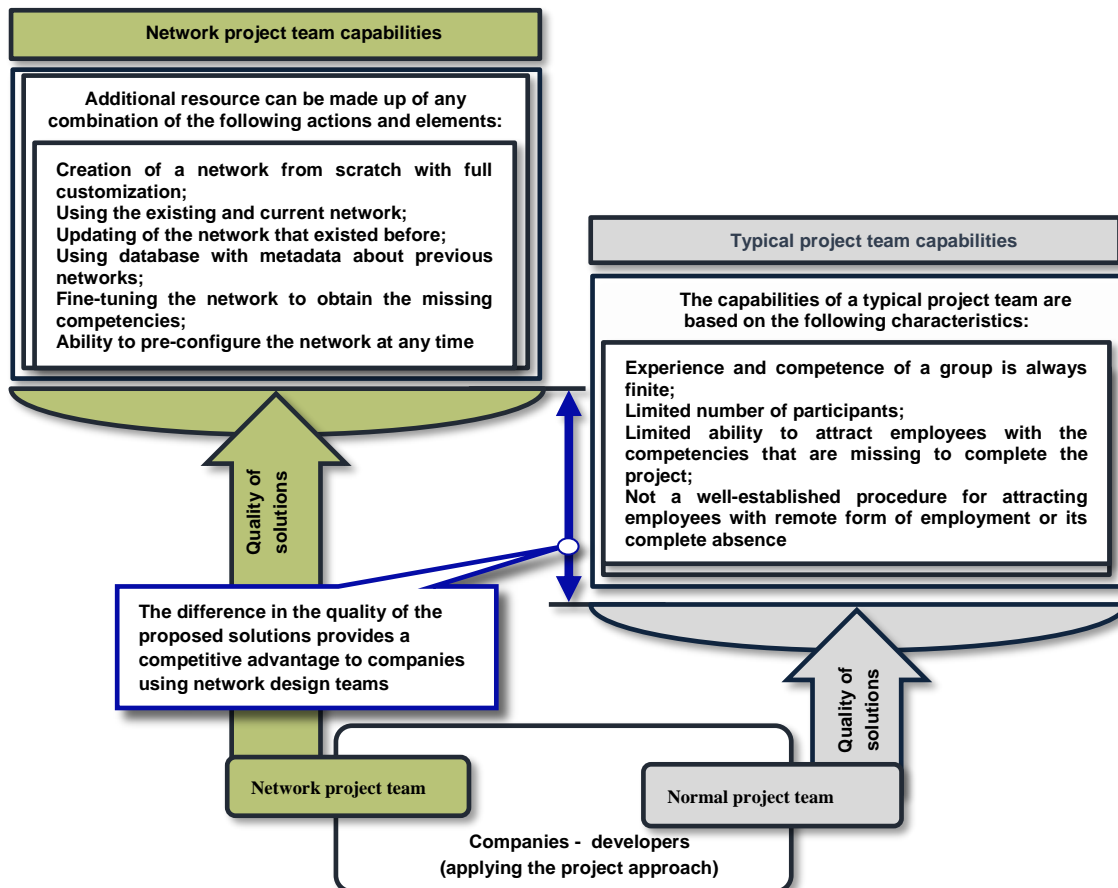 Network project team capabilities
Additional resource can be made up of any
combination of the following actions and elements:
Creation of a network from scratch with full
customization;
Using the existing and current network;
Updating of the network that existed before;
Using database with metadata about previous
networks;
Fine-tuning the network to obtain the missing
competencies;
Ability to pre-configure the network at any time
Typical project team capabilities
The capabilities of a typical project team are
based on the following characteristics:
Experience and competence of a group is always
finite;
Limited number of participants;
Limited ability to attract employees with the
competencies that are missing to complete the
project;
Not a well-established procedure for attracting
employees with remote form of employment or its
complete absence
Quality of
solutions
The difference in the quality of the
proposed solutions provides a
competitive advantage to companies
using network design teams
Quality of
solutions
Network project team
Normal project team
Companies - developers
(applying the project approach)